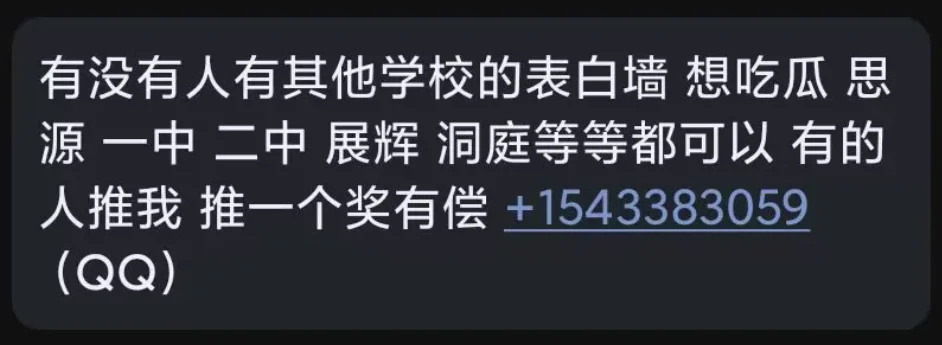 有没有人有其他学校的表白墙 想吃瓜 思
源 一中 二中 展辉 洞庭等等都可以 有的
人推我 推一个奖有偿 +1543383059
（QQ）